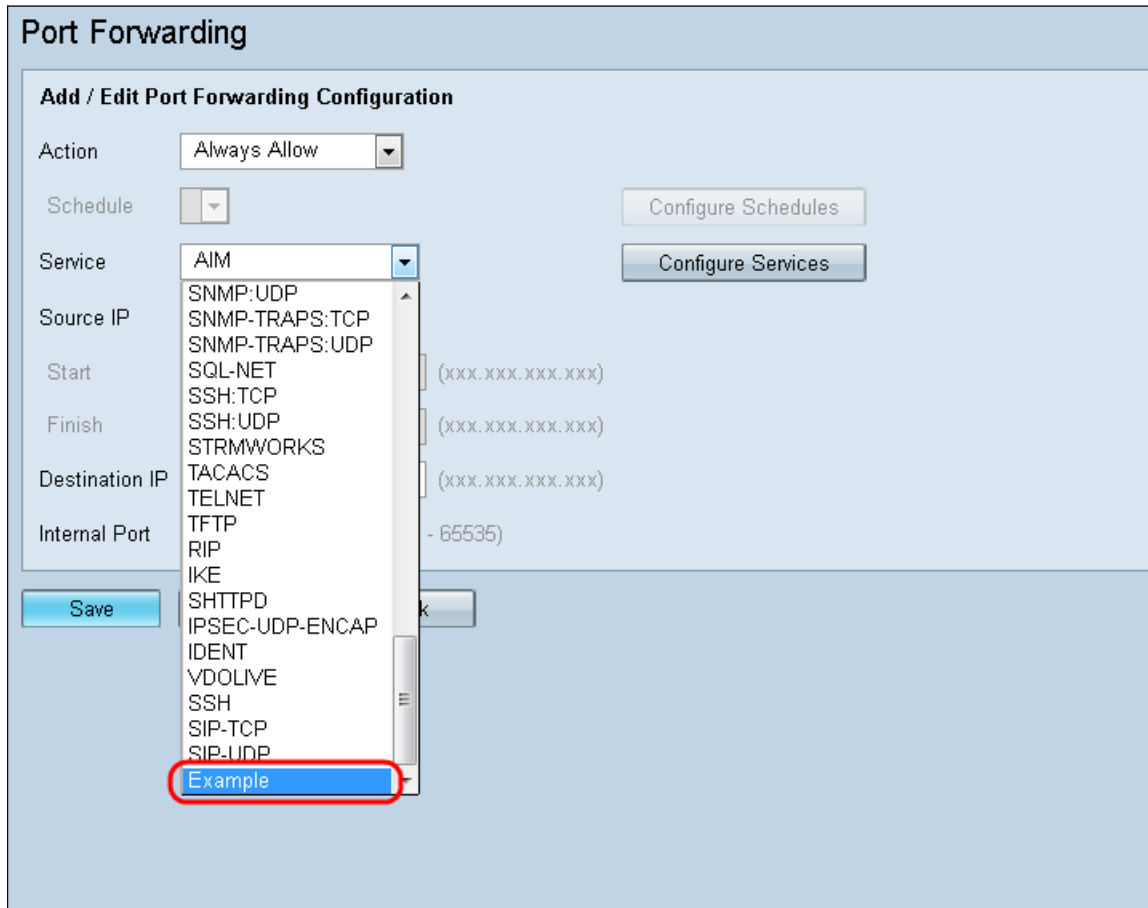 Port Forwarding
Add / Edit Port Forwarding Configuration
Action Always Allow
Schedule Configure Schedules
Service AIM Configure Services
Source IP
Start (xxx.xxx.xxx.xxx)
Finish (xxx.xxx.xxx.xxx)
Destination IP (xxx.xxx.xxx.xxx)
Internal Port - 65535)
Save k
SNMP:UDP
SNMP-TRAPS:TCP
SNMP-TRAPS:UDP
SQL-NET
SSH:TCP
SSH:UDP
STRMWORKS
TACACS
TELNET
TFTP
RIP
IKE
SHTTPD
IPSEC-UDP-ENCAP
IDENT
VDOLIVE
SSH
SIP-TCP
SIP-UDP
Example